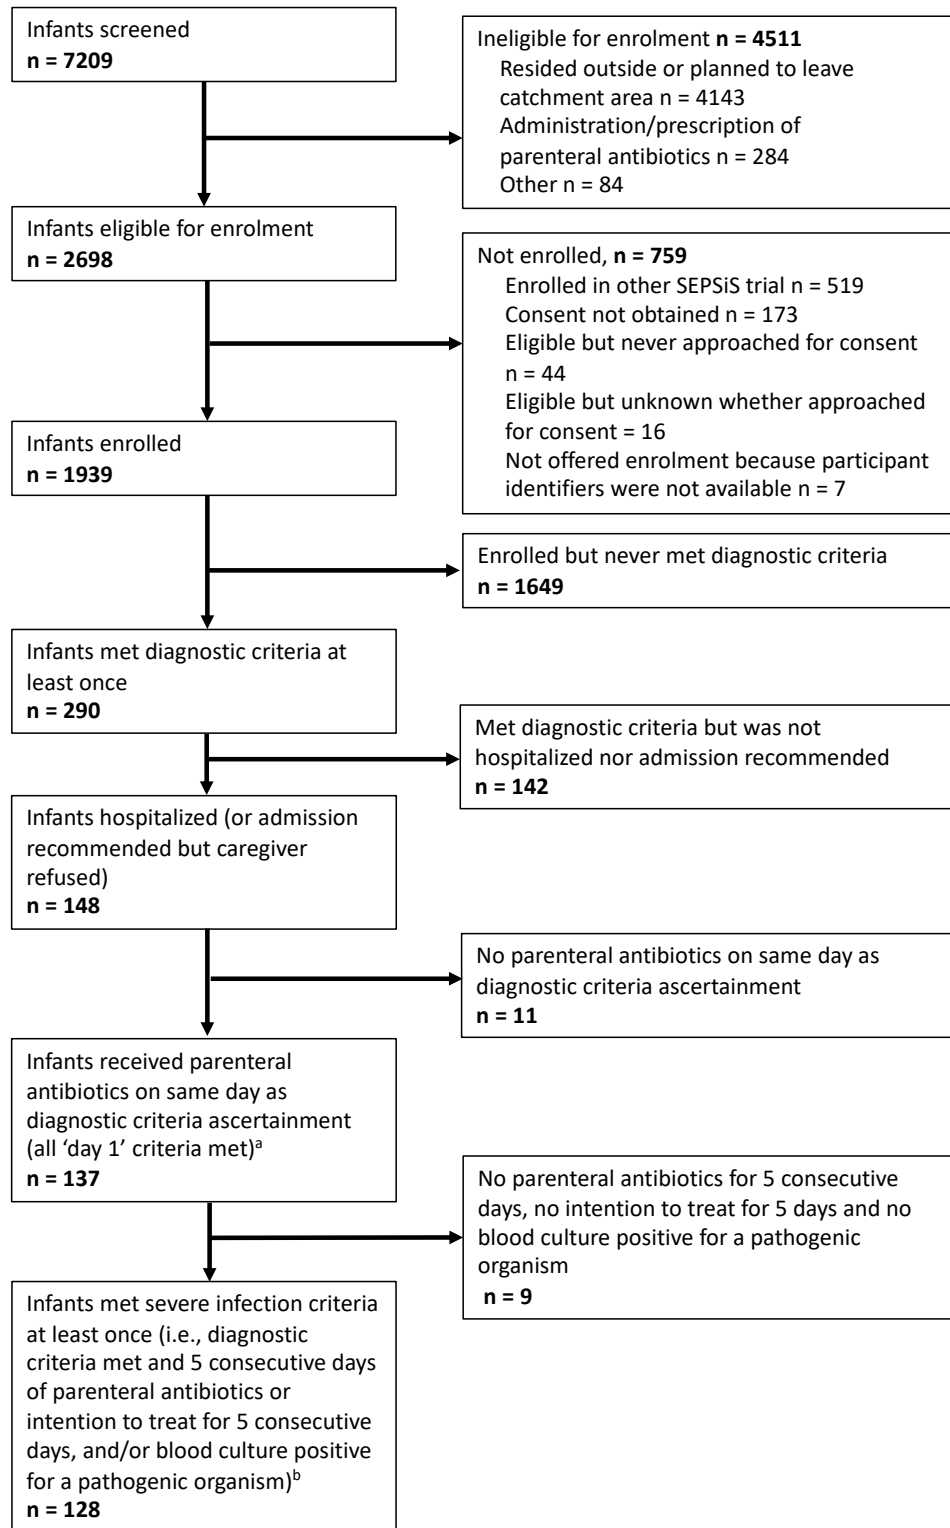 Infants screened
n = 7209
Ineligible for enrolment n = 4511
Resided outside or planned to leave
catchment area n = 4143
Administration/prescription of
parenteral antibiotics n = 284
Other n = 84
Infants eligible for enrolment
n = 2698
Not enrolled, n = 759
Enrolled in other SEPSiS trial n = 519
Consent not obtained n = 173
Eligible but never approached for consent
n = 44
Eligible but unknown whether approached
for consent = 16
Not offered enrolment because participant
identifiers were not available n = 7
Infants enrolled
n = 1939
Enrolled but never met diagnostic criteria
n = 1649
Infants met diagnostic criteria at
least once
n = 290
Met diagnostic criteria but was not
hospitalized nor admission recommended
n = 142
Infants hospitalized (or admission
recommended but caregiver
refused)
n = 148
No parenteral antibiotics on same day as
diagnostic criteria ascertainment
n = 11
Infants received parenteral
antibiotics on same day as
diagnostic criteria ascertainment
(all ‘day 1’ criteria met)a
n = 137
No parenteral antibiotics for 5 consecutive
days, no intention to treat for 5 days and no
blood culture positive for a pathogenic
organism
n = 9
Infants met severe infection criteria
at least once (i.e., diagnostic
criteria met and 5 consecutive days
of parenteral antibiotics or
intention to treat for 5 consecutive
days, and/or blood culture positive
for a pathogenic organism)b
n = 128